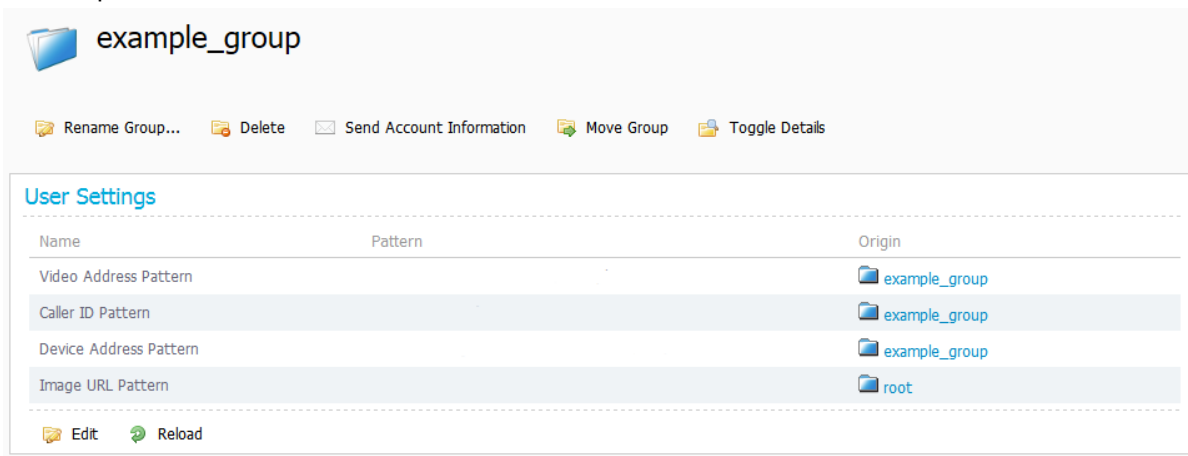 example_group
Rename Group... Delete Send Account Information Move Group Toggle Details
User Settings
Name Pattern Origin
Video Address Pattern example_group
Caller ID Pattern example_group
Device Address Pattern example_group
Image URL Pattern root
Edit Reload